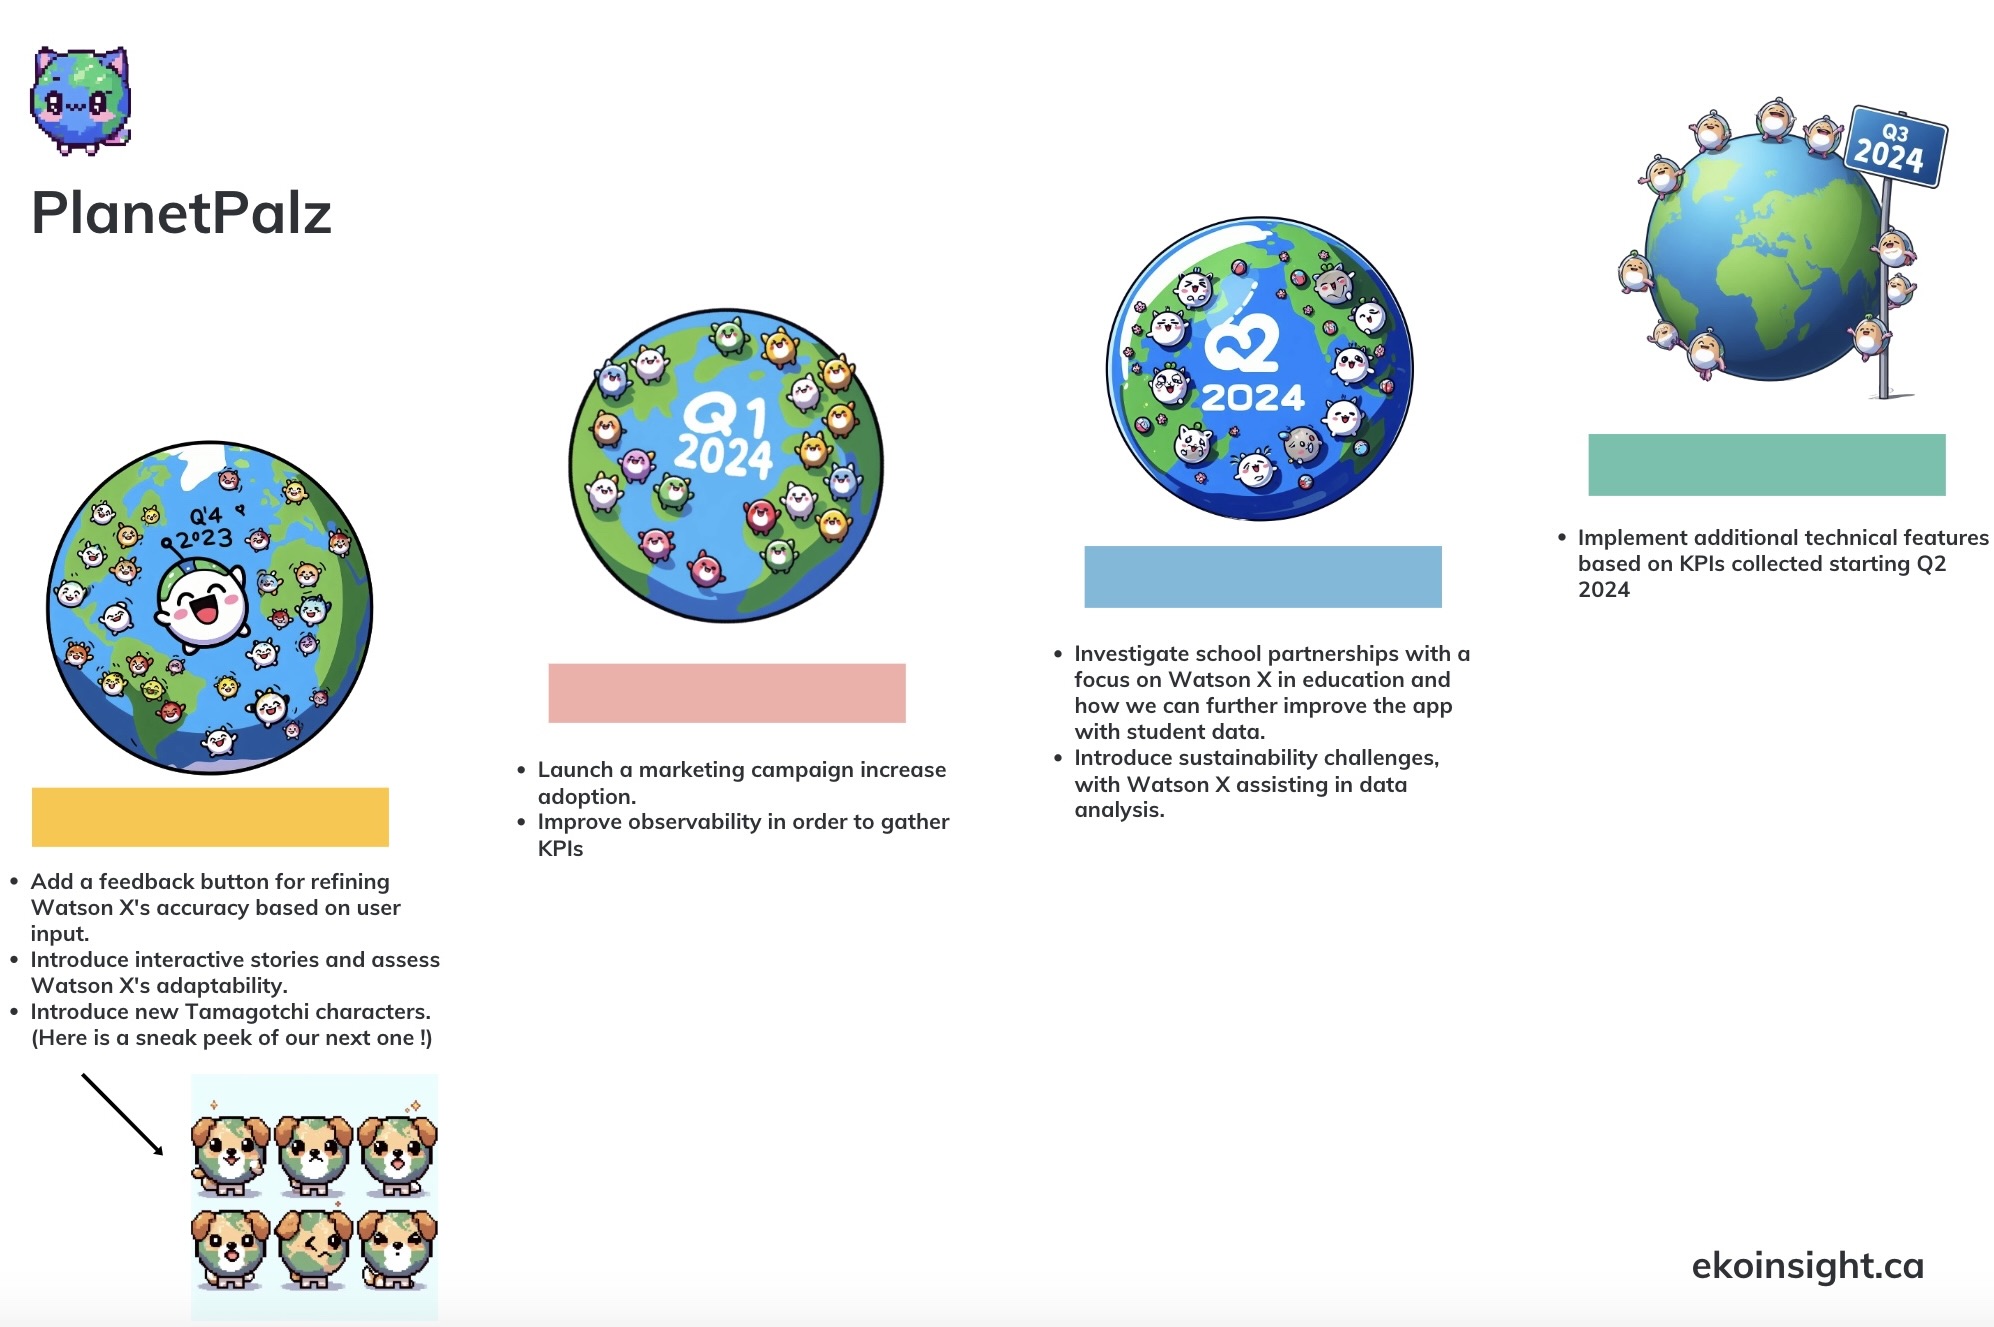 PlanetPalz
Q'4
2023
Add a feedback button for refining
Watson X's accuracy based on user
input.
Introduce interactive stories and assess
Watson X's adaptability.
Introduce new Tamagotchi characters.
(Here is a sneak peek of our next one !)
Q1
2024
Launch a marketing campaign increase
adoption.
Improve observability in order to gather
KPIs
Q2
2024
Investigate school partnerships with a
focus on Watson X in education and
how we can further improve the app
with student data.
Introduce sustainability challenges,
with Watson X assisting in data
analysis.
Q3
2024
Implement additional technical features
based on KPIs collected starting Q2
2024
ekoinsight.ca